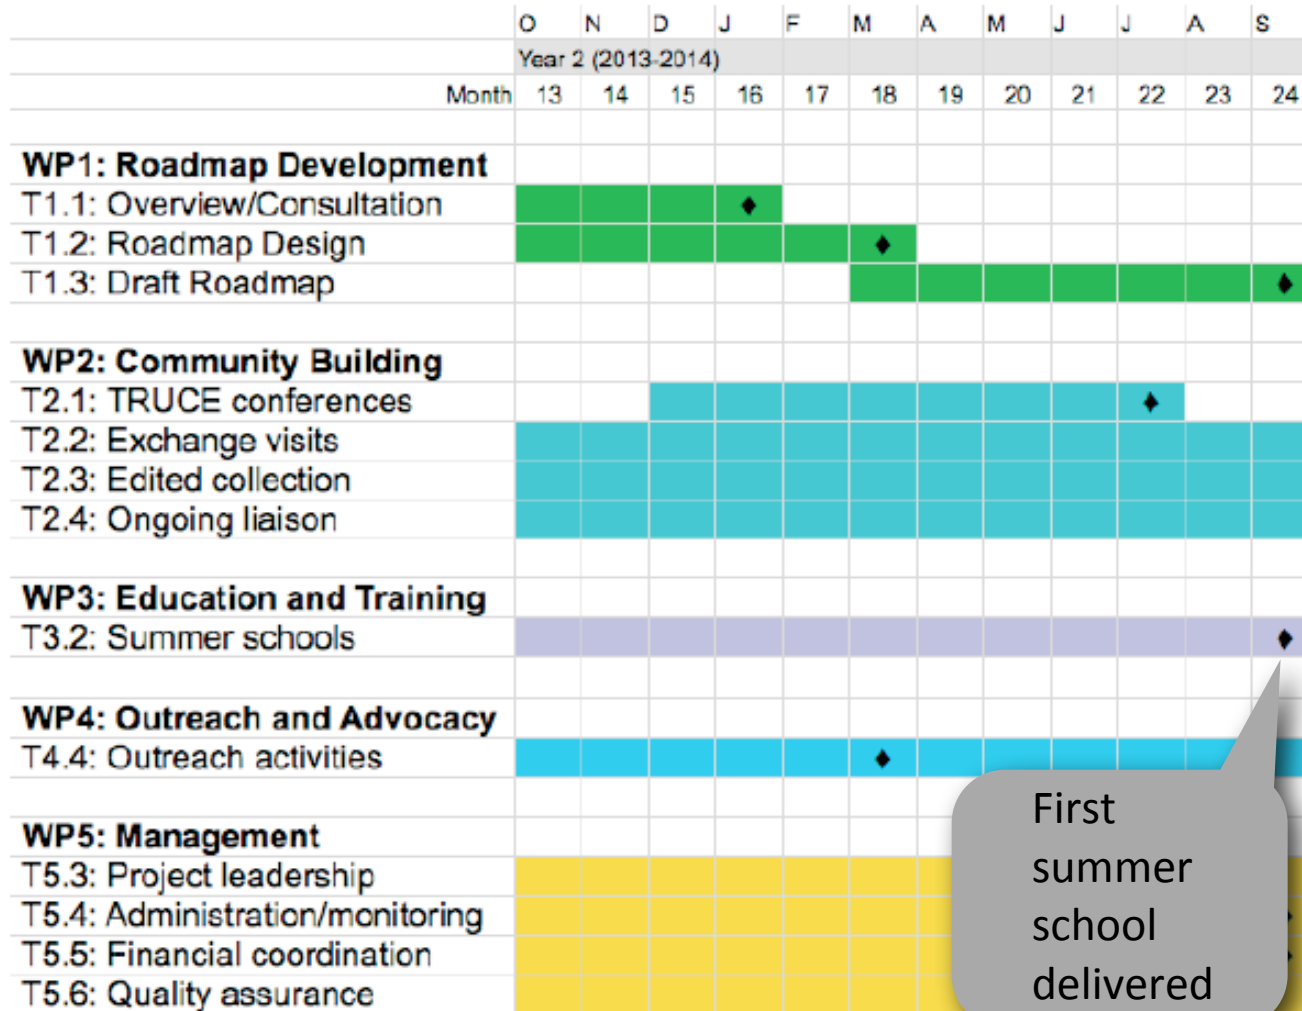 O N D J F M A M J J A S
Year 2 (2013-2014)
Month 13 14 15 16 17 18 19 20 21 22 23 24
WP1: Roadmap Development
T1.1: Overview/Consultation
T1.2: Roadmap Design
T1.3: Draft Roadmap
WP2: Community Building
T2.1: TRUCE conferences
T2.2: Exchange visits
T2.3: Edited collection
T2.4: Ongoing liaison
WP3: Education and Training
T3.2: Summer schools
WP4: Outreach and Advocacy
T4.4: Outreach activities
WP5: Management
T5.3: Project leadership
T5.4: Administration/monitoring
T5.5: Financial coordination
T5.6: Quality assurance
First
summer
school
delivered